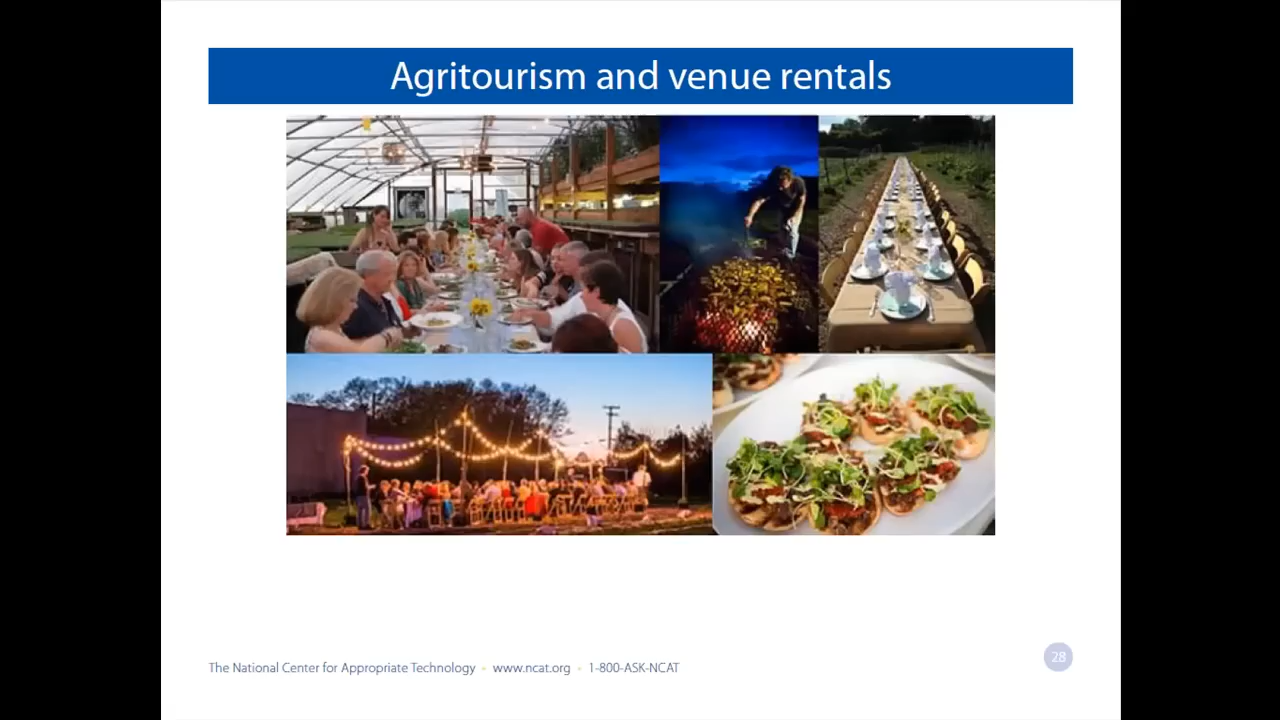 Agritourism and venue rentals
The National Center for Appropriate Technology • www.ncat.org • 1-800-ASK-NCAT
28